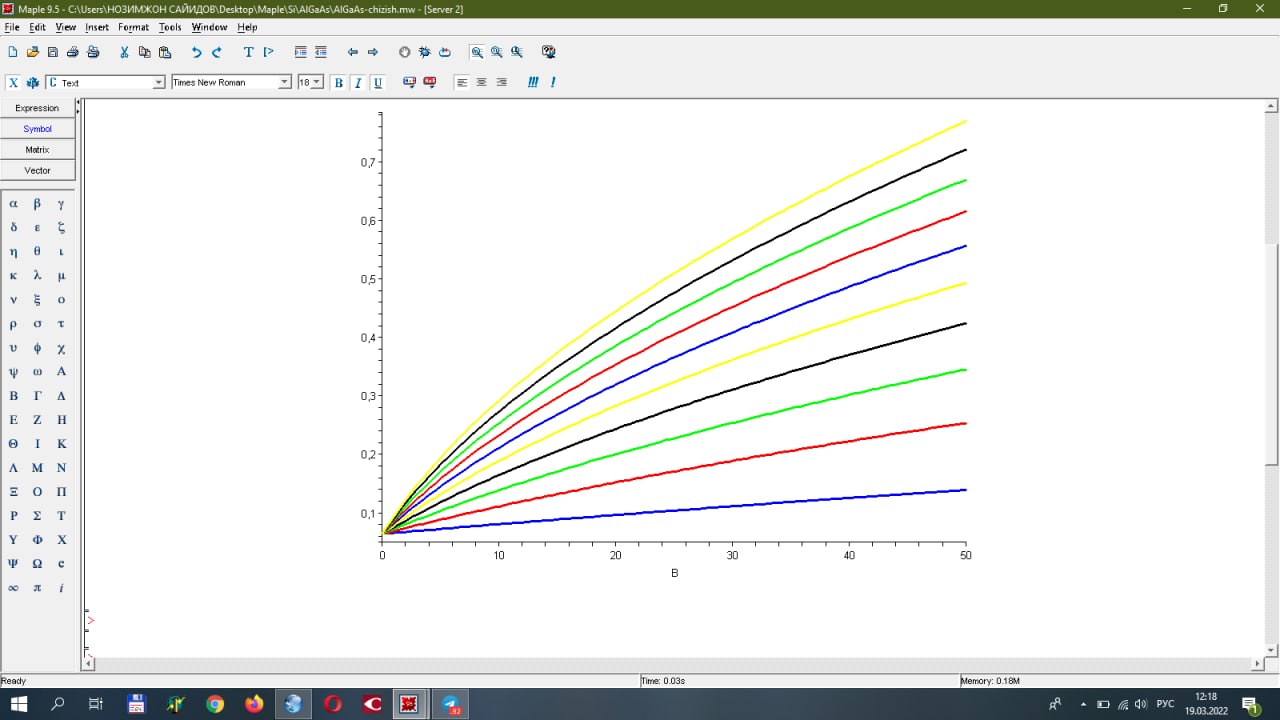 Maple 9.5 - C:\Users\НОЗИМЖОН САЙИДОВ\Desktop\Maple\Si\AlGaAs\AlGaAs-chizish.mw - [Server 2]
File Edit View Insert Format Tools Window Help
T
X C Text Times New Roman 18 B I U !!! !
Expression
Symbol
Matrix
Vector
α β γ
δ ε ζ
η θ ι
κ λ μ
ν ξ ο
ρ σ τ
υ ϕ χ
ψ ω Α
Β Γ Δ
Ε Ζ Η
Θ Ι Κ
Λ Μ Ν
Ξ Ο Π
Ρ Σ Τ
Υ Φ Χ
Ψ Ω e
∞ π i
0,7
0,6
0,5
0,4
0,3
0,2
0,1
0 10 20 30 40 50
B
Ready Time: 0.03s Memory: 0.18M
92 РУС 12:18
19.03.2022 1